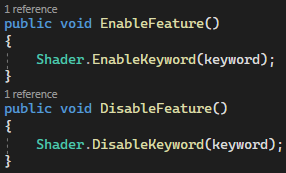 1 reference
public void EnableFeature()
{
Shader.EnableKeyword(keyword);
}
1 reference
public void DisableFeature()
{
Shader.DisableKeyword(keyword);
}